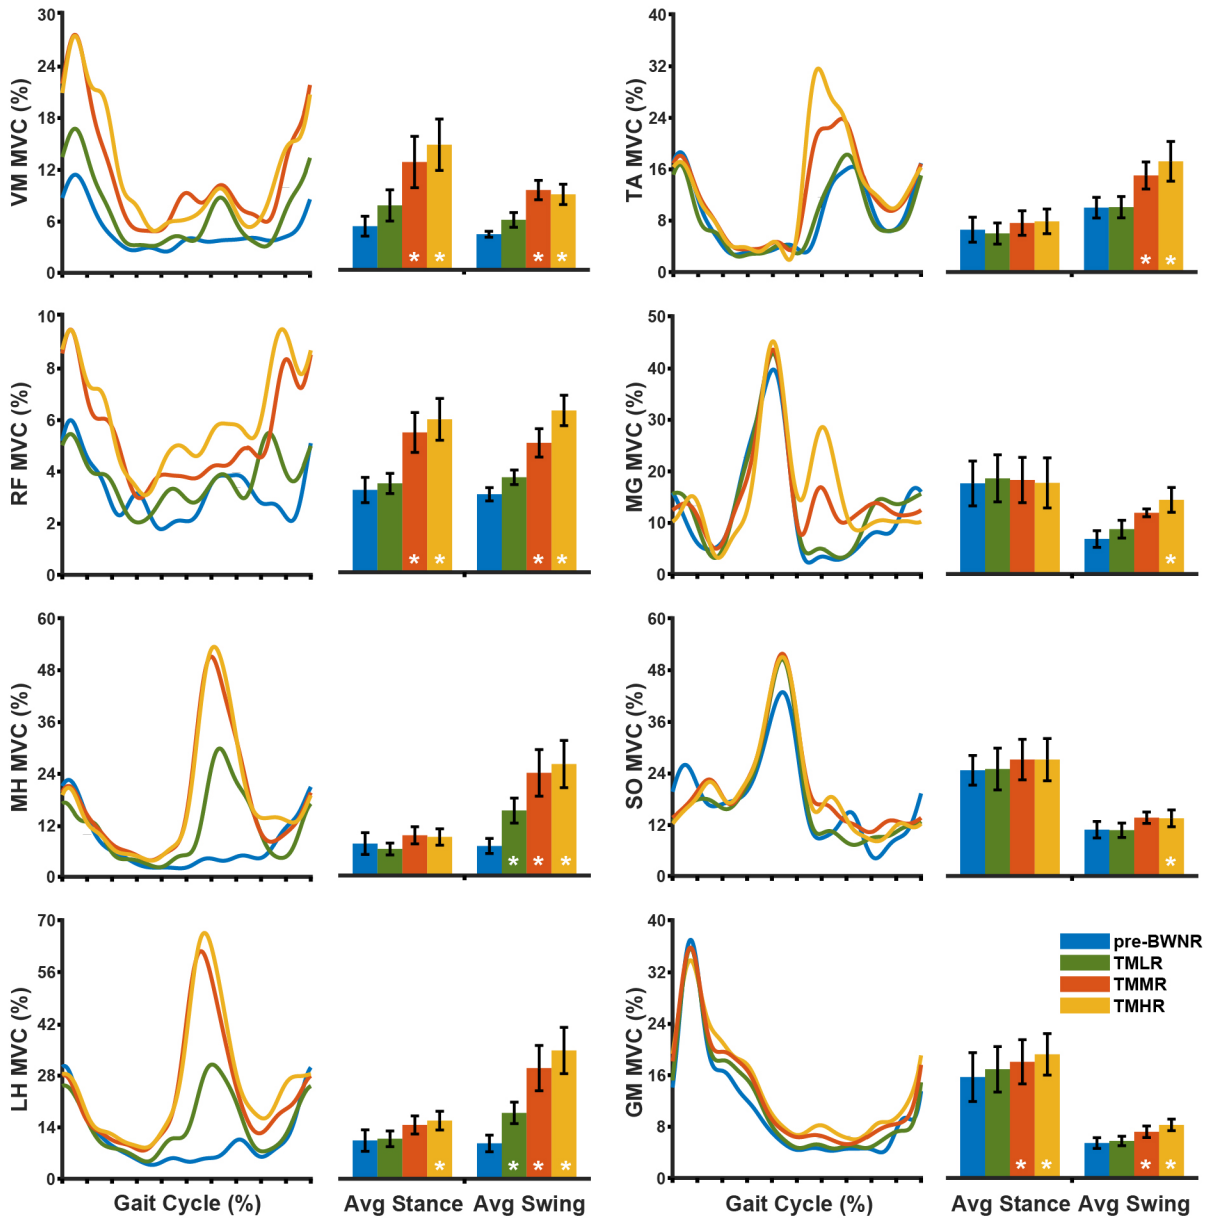 30
24
18
12
6
0
VM MVC (%)
* * * *
40
32
24
16
8
0
TA MVC (%)
* *
10
8
6
4
2
0
RF MVC (%)
* * * *
50
40
30
20
10
0
MG MVC (%)
*
60
48
36
24
12
0
MH MVC (%)
* * *
60
48
36
24
12
0
SO MVC (%)
*
70
56
42
28
14
0
LH MVC (%)
* * * *
Gait Cycle (%) Avg Stance Avg Swing
40
32
24
16
8
0
GM MVC (%)
pre-BWNR
TMLR
TMMR
TMHR
* * * *
Gait Cycle (%) Avg Stance Avg Swing